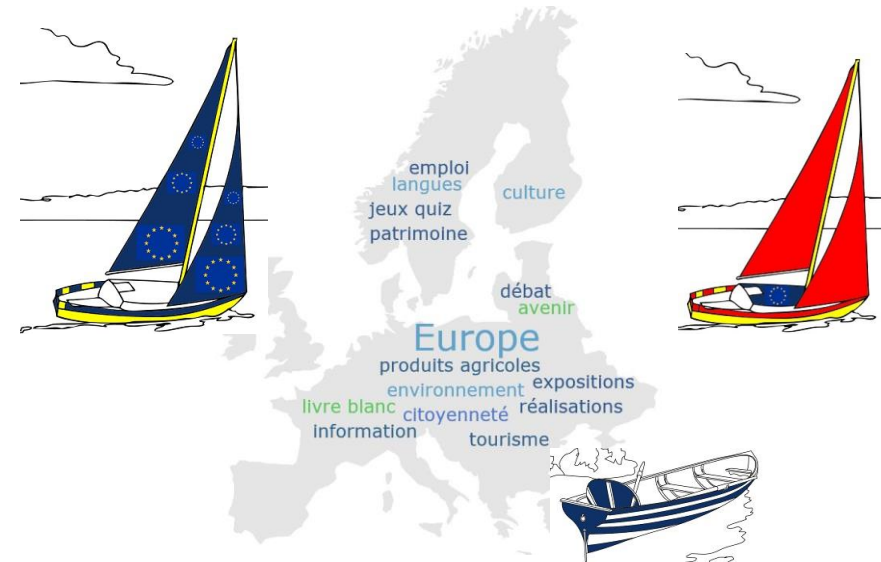 emploi
langues
culture
jeux quiz
patrimoine
débat
avenir
Europe
produits agricoles
environnement
expositions
livre blanc
citoyenneté
réalisations
information
tourisme